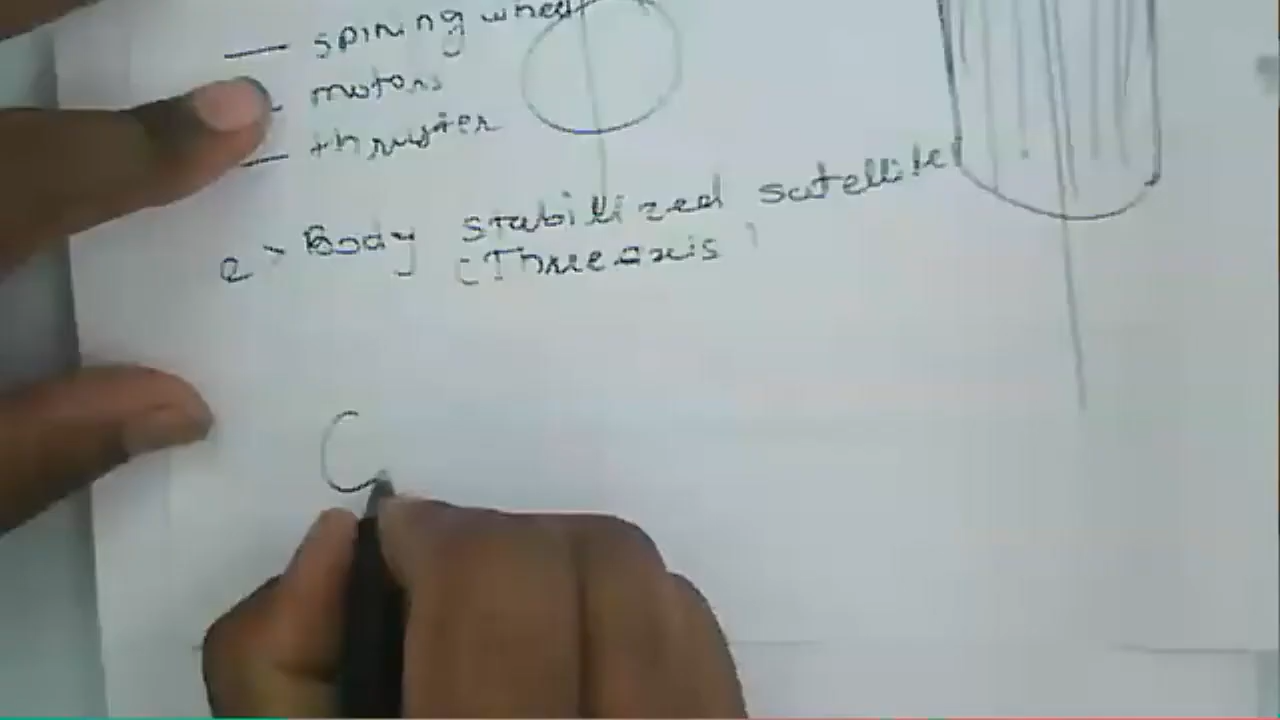 — spining wheel
— motors
— thruster
2> Body stabilized satellite
(Three axis)